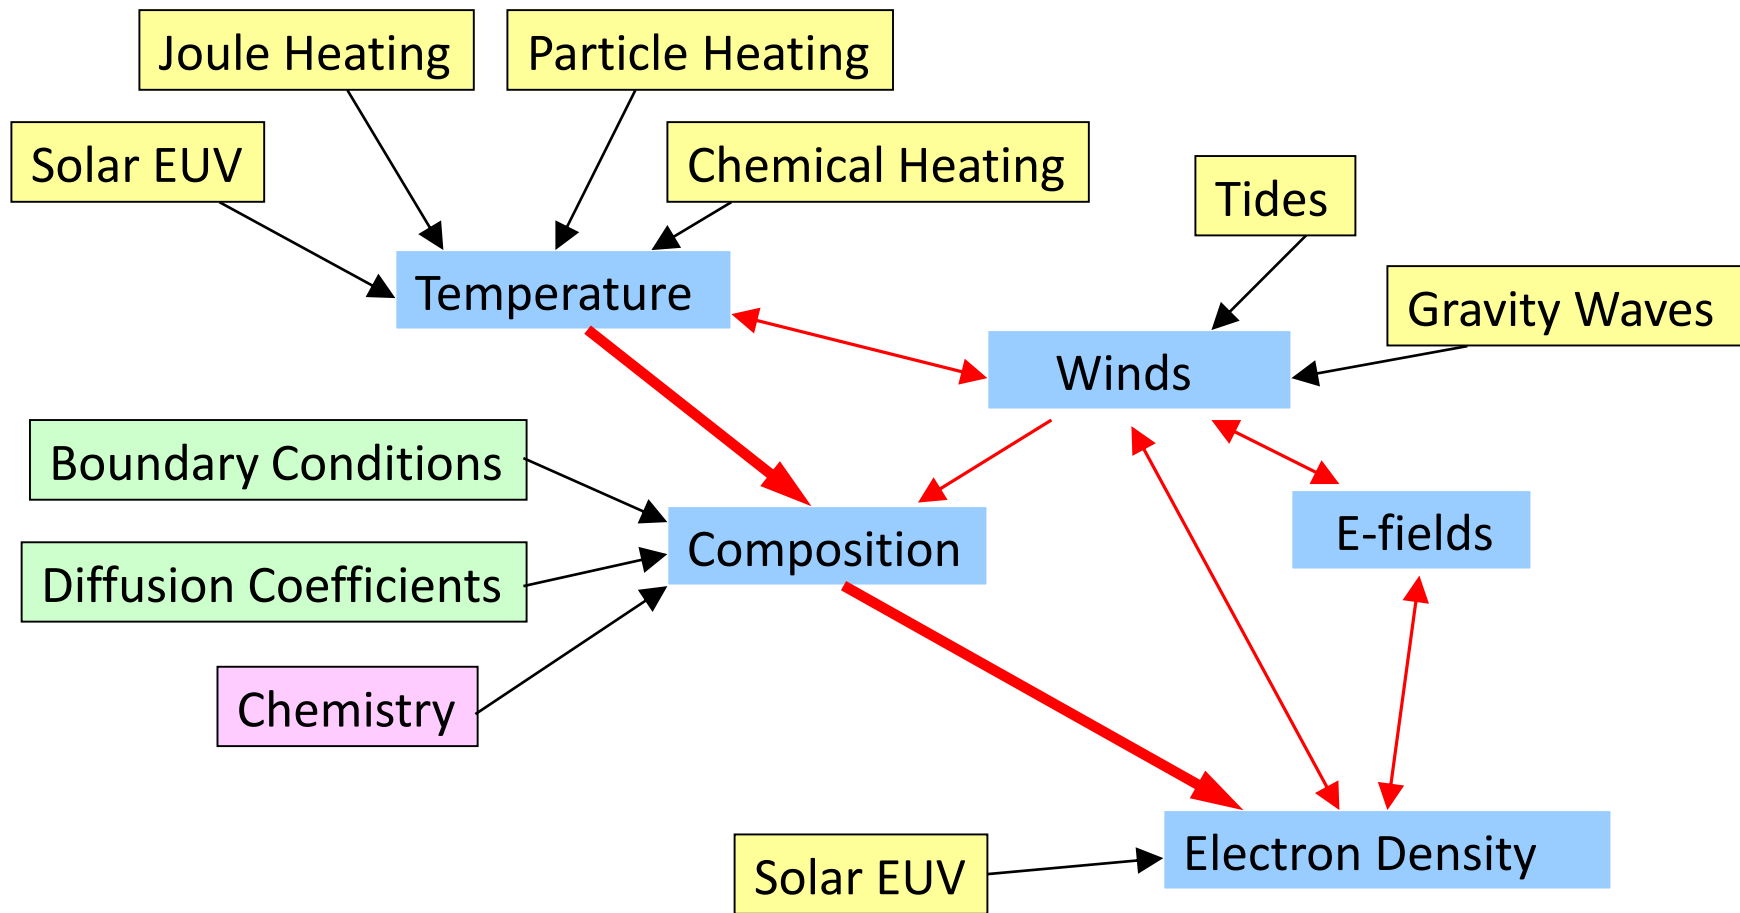 Joule Heating
Particle Heating
Solar EUV
Chemical Heating
Tides
Temperature
Gravity Waves
Winds
Boundary Conditions
E-fields
Composition
Diffusion Coefficients
Chemistry
Electron Density
Solar EUV